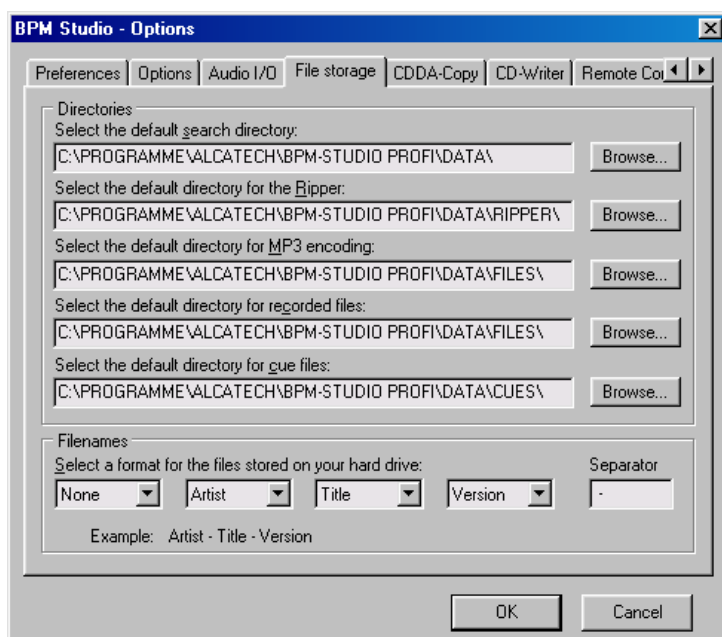 BPM Studio - Options
Preferences Options Audio I/O File storage CDDA-Copy CD-Writer Remote Co
Directories
Select the default search directory:
C:\PROGRAMME\ALCATECH\BPM-STUDIO PROFI\DATA\ Browse...
Select the default directory for the Ripper:
C:\PROGRAMME\ALCATECH\BPM-STUDIO PROFI\DATA\RIPPER\ Browse...
Select the default directory for MP3 encoding:
C:\PROGRAMME\ALCATECH\BPM-STUDIO PROFI\DATA\FILES\ Browse...
Select the default directory for recorded files:
C:\PROGRAMME\ALCATECH\BPM-STUDIO PROFI\DATA\FILES\ Browse...
Select the default directory for cue files:
C:\PROGRAMME\ALCATECH\BPM-STUDIO PROFI\DATA\CUES\ Browse...
Filenames
Select a format for the files stored on your hard drive: Separator
None Artist Title Version -
Example: Artist - Title - Version
OK Cancel